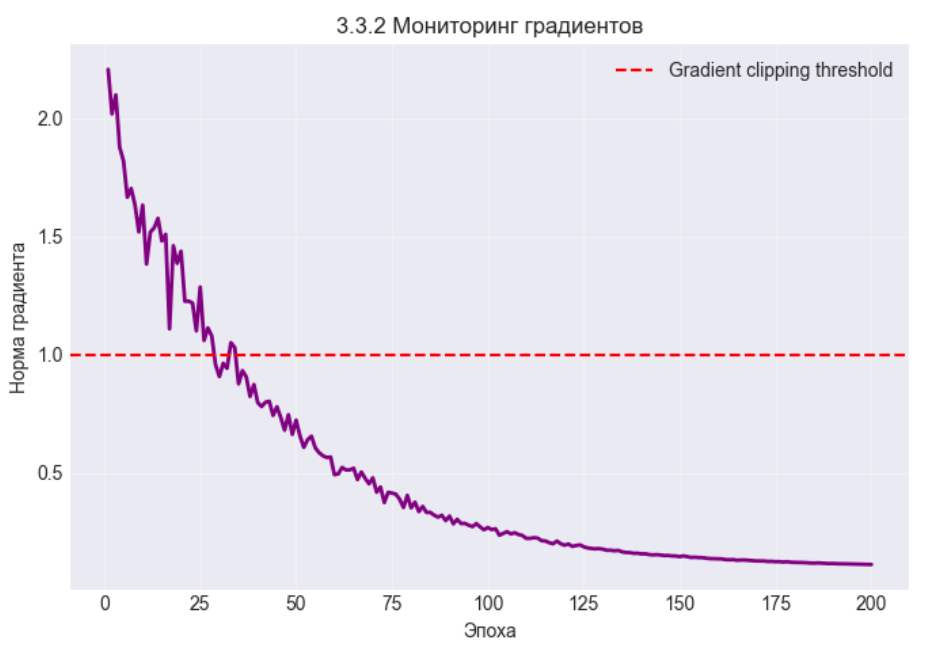 3.3.2 Мониторинг градиентов
Gradient clipping threshold
2.0
1.5
1.0
0.5
Норма градиента
0 25 50 75 100 125 150 175 200
Эпоха